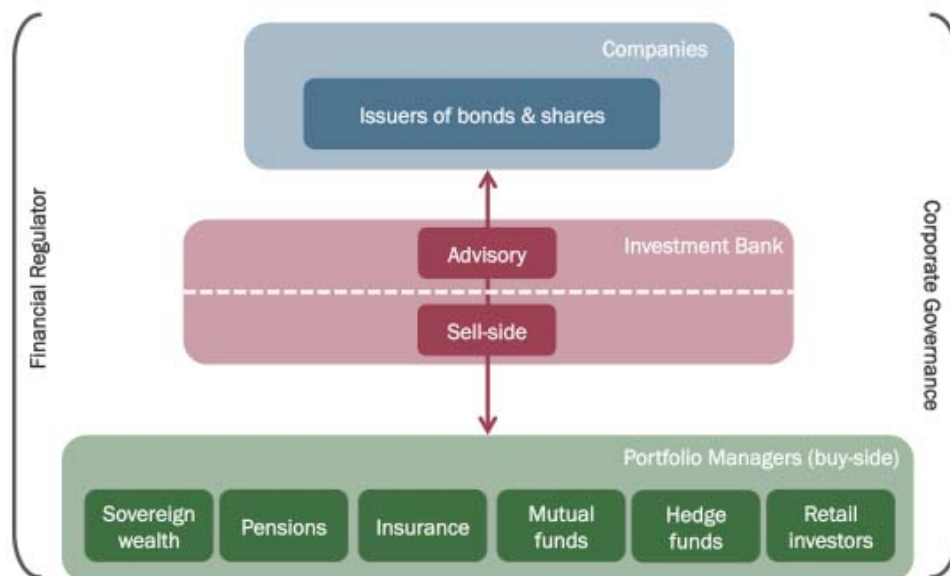 Companies
Issuers of bonds & shares
Financial Regulator
Corporate Governance
Investment Bank
Advisory
Sell-side
Portfolio Managers (buy-side)
Sovereign
wealth
Pensions
Insurance
Mutual
funds
Hedge
funds
Retail
investors